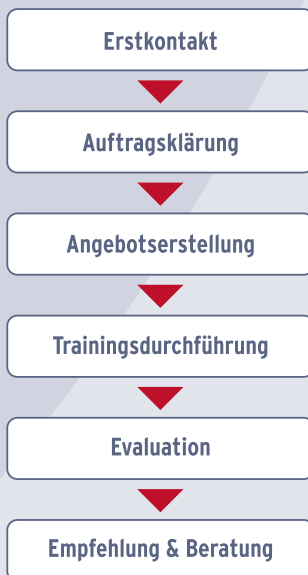 Erstkontakt
Auftragsklärung
Angebotserstellung
Trainingsdurchführung
Evaluation
Empfehlung & Beratung